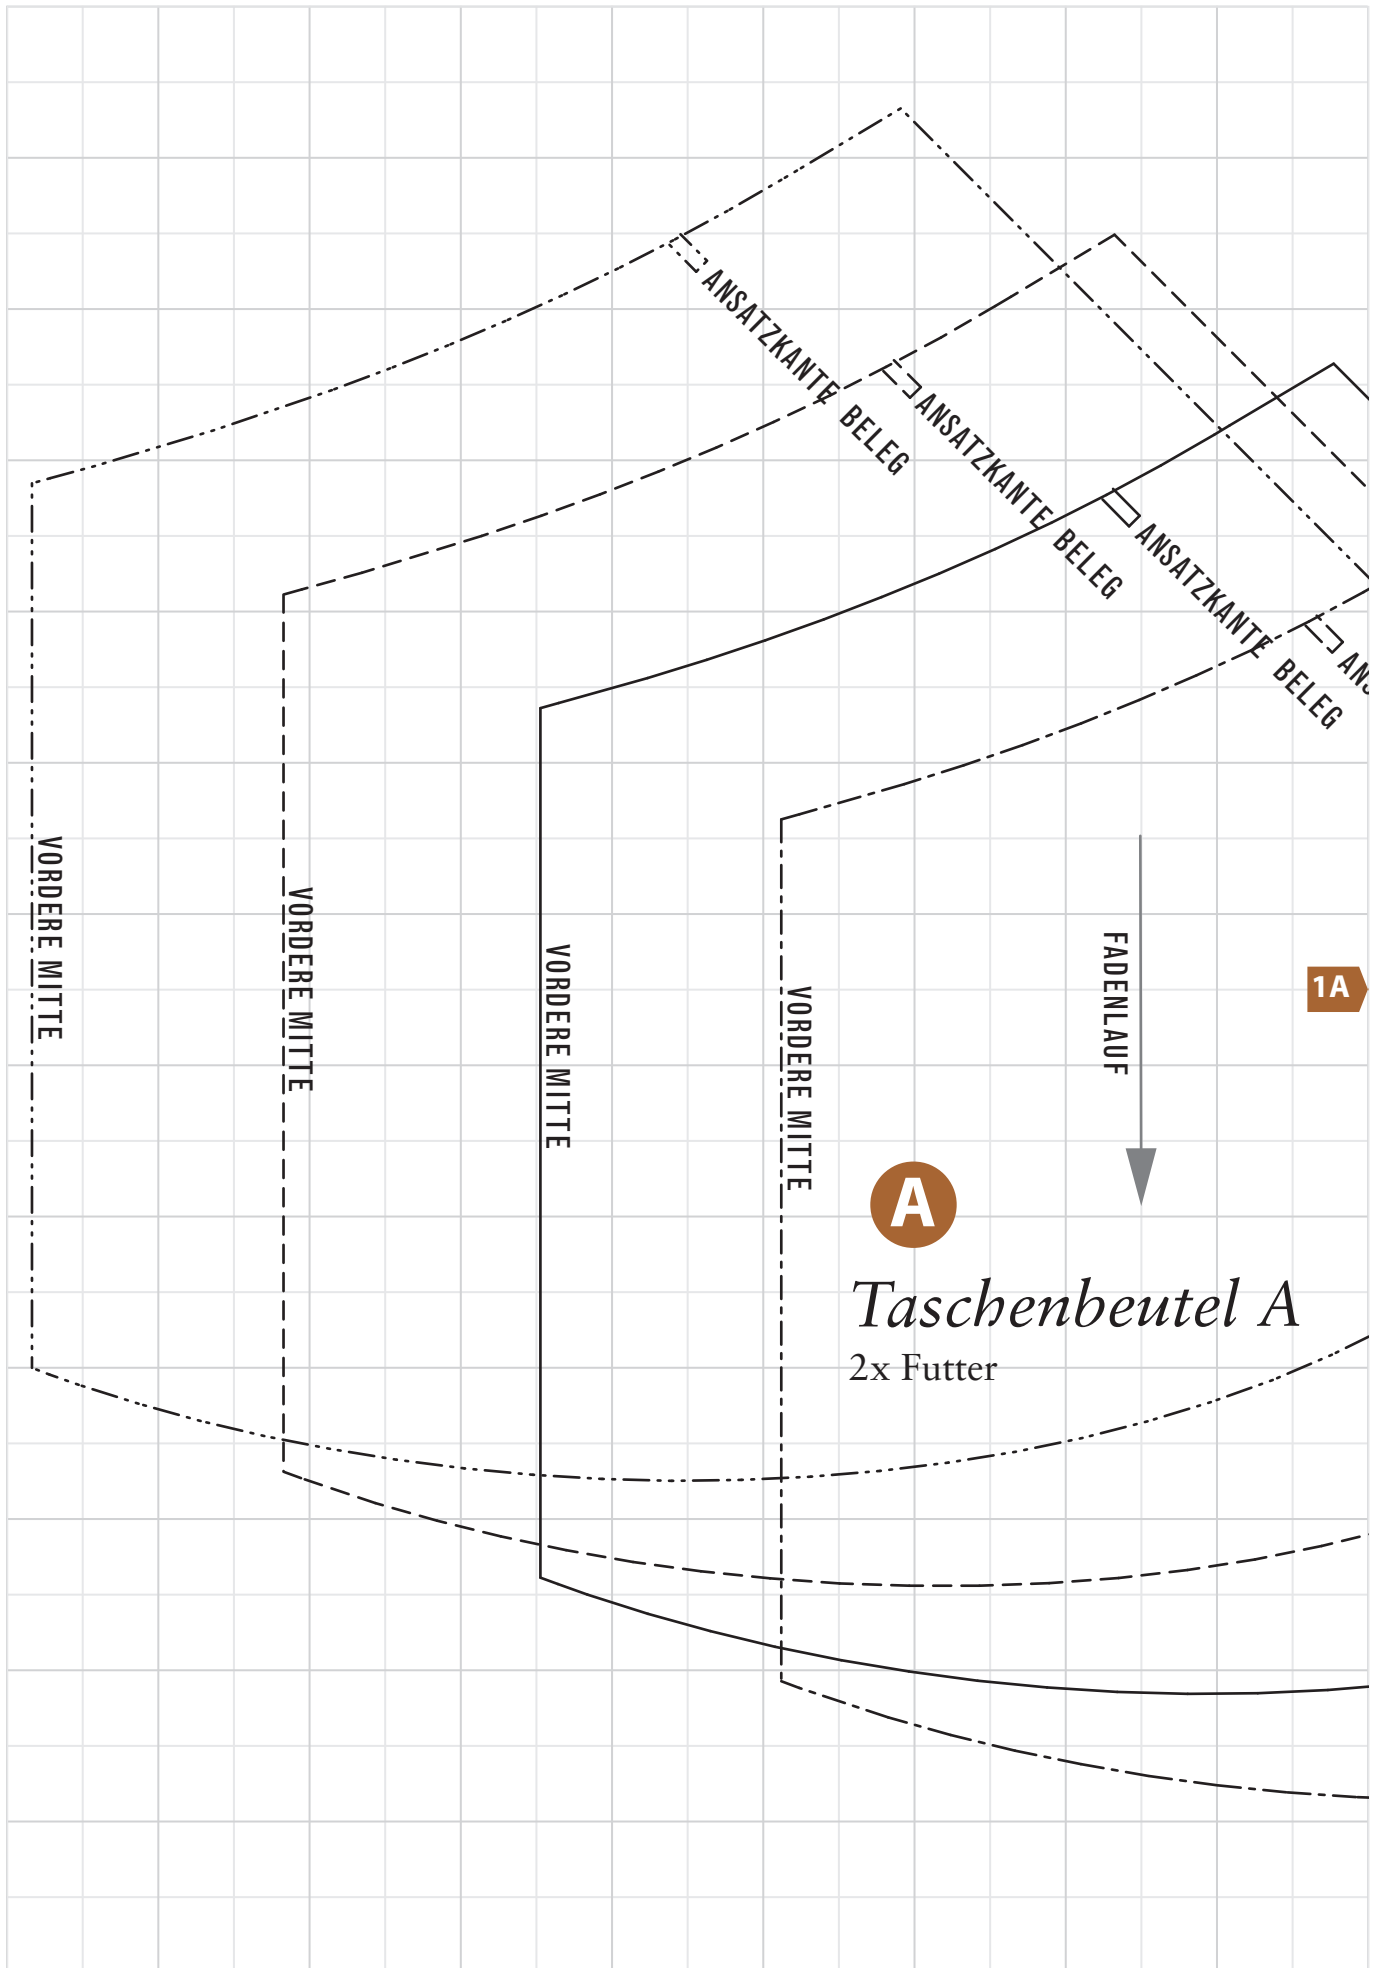 ANSATZKANTE BELEG
ANSATZKANTE BELEG
ANSATZKANTE BELEG
VORDERE MITTE
VORDERE MITTE
VORDERE MITTE
VORDERE MITTE
FADENLAUF
1A
A
Taschenbeutel A
2x Futter